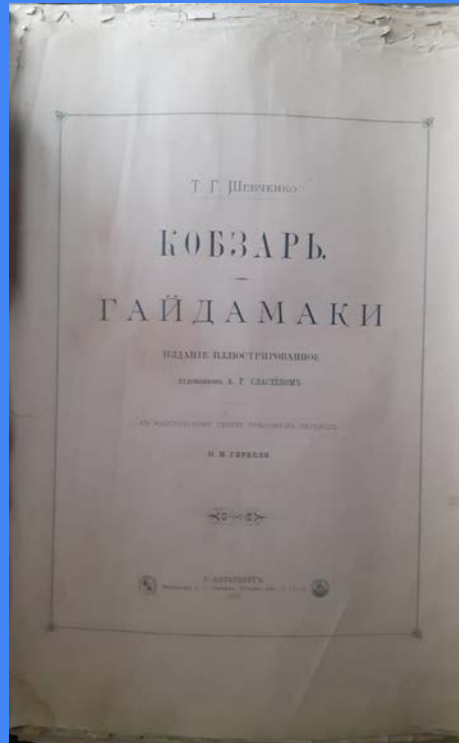 Т. Г. Шевченко
КОБЗАРЬ.
ГАЙДАМАКИ
ИЗДАНІЕ ИЛЛЮСТРИРОВАННОЕ
художникомъ А. Г. СЛАСТЁНОМЪ
Н. В. ГЕРБЕЛЯ
С.-ПЕТЕРБУРГЪ